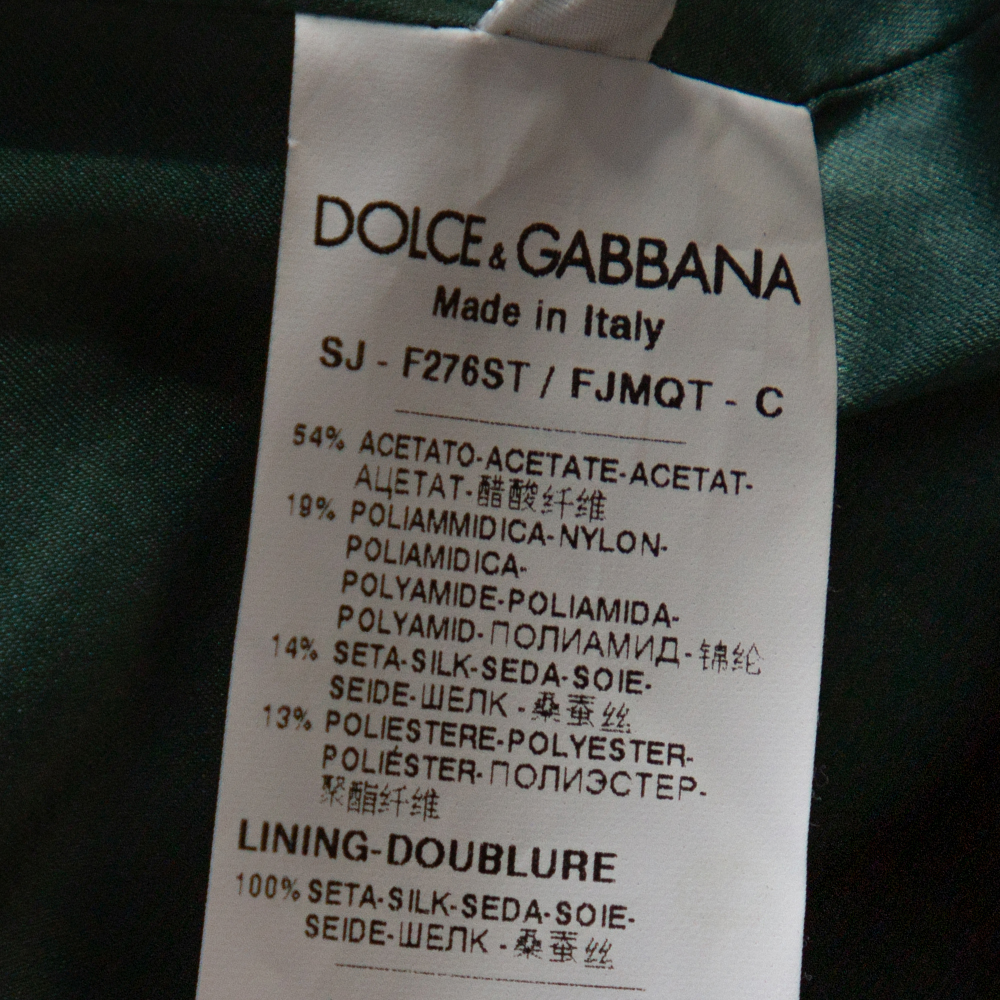 DOLCE & GABBANA
Made in Italy
SJ - F276ST / FJMQT - C
54% ACETATO-ACETATE-ACETAT-
АЦЕТАТ-醋酸纤维
19% POLIAMMIDICA-NYLON-
POLIAMIDICA-
POLYAMIDE-POLIAMIDA-
POLYAMID-ПОЛИАМИД-锦纶
14% SETA-SILK-SEDA-SOIE-
SEIDE-ШЕЛК-桑蚕丝
13% POLIESTERE-POLYESTER-
POLIÉSTER-ПОЛИЭСТЕР-
聚酯纤维
LINING-DOUBLURE
100% SETA-SILK-SEDA-SOIE-
SEIDE-ШЕЛК-桑蚕丝